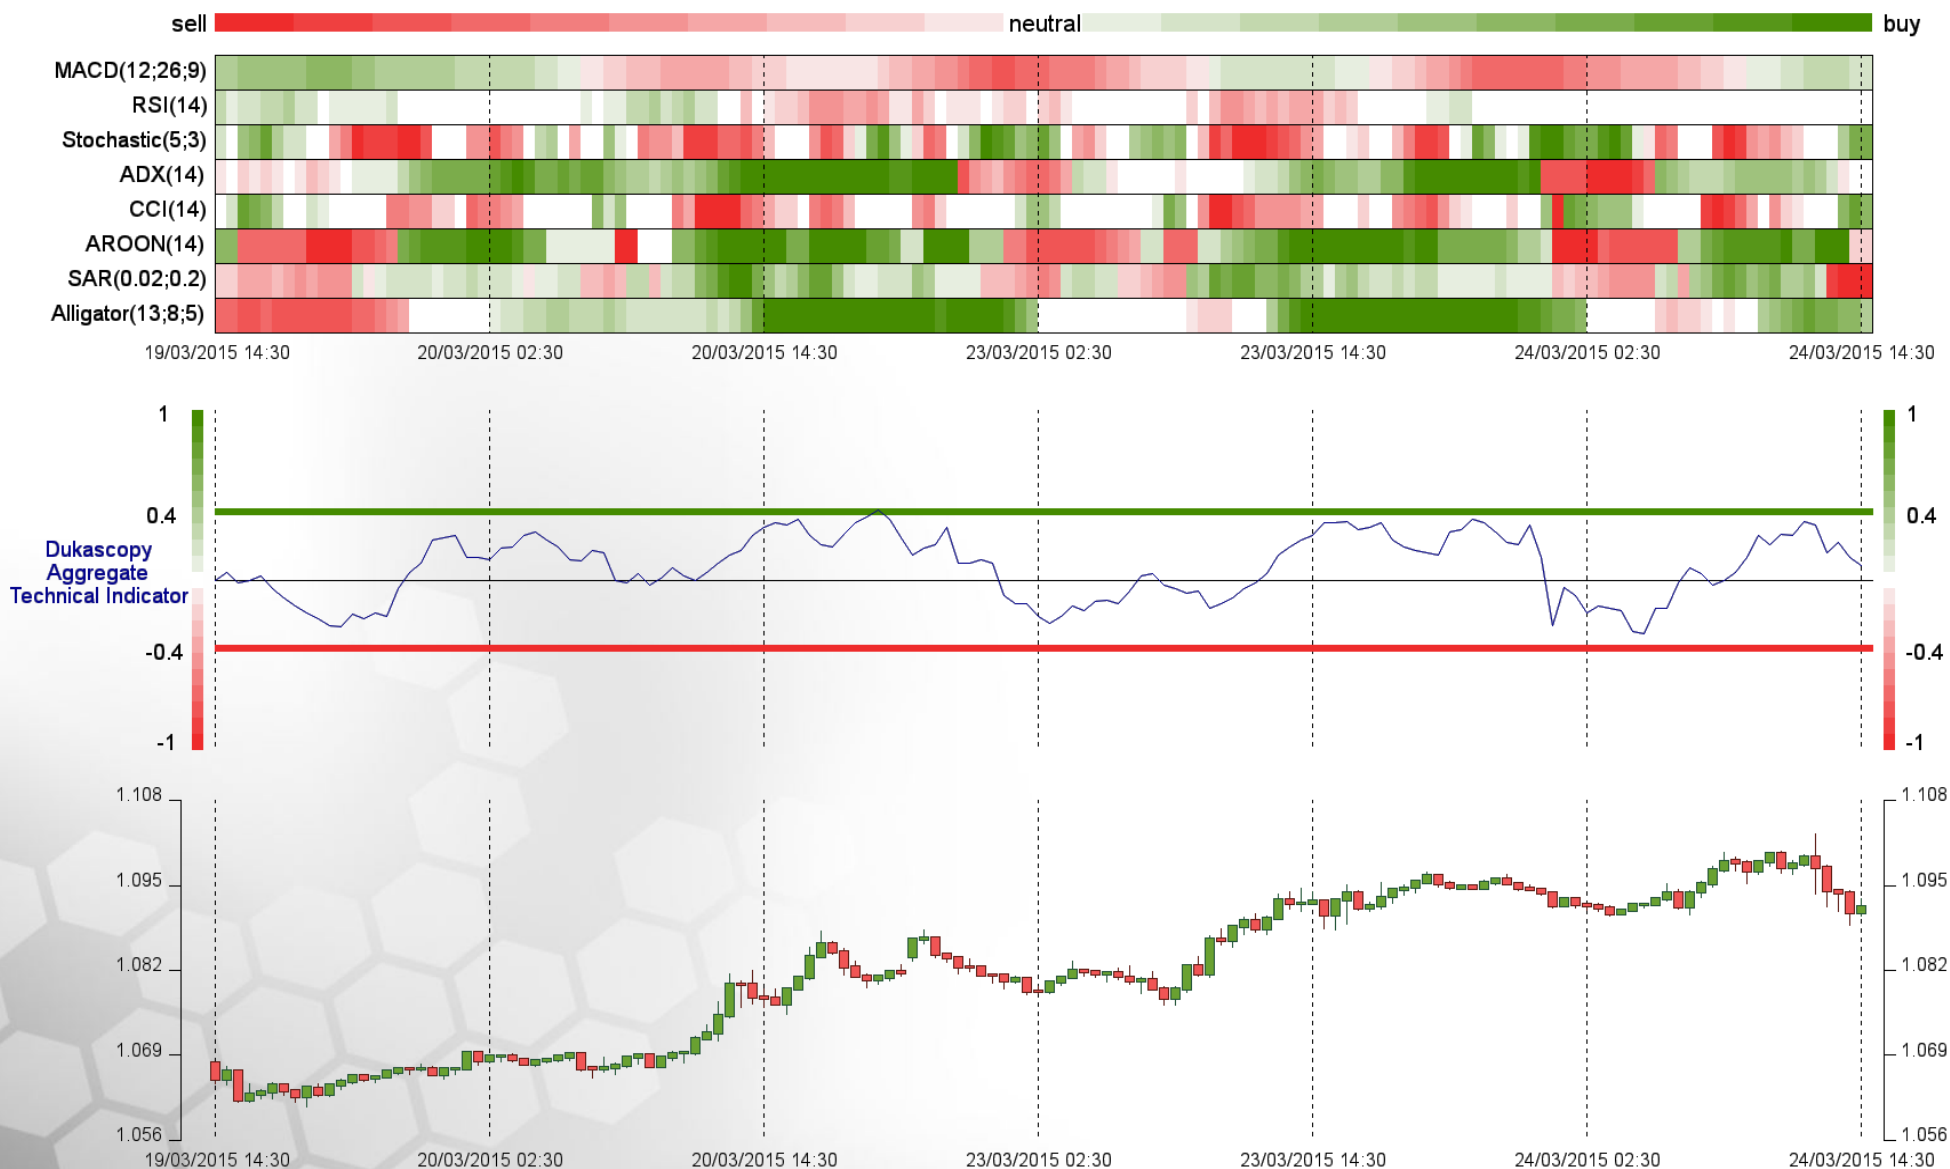 sell neutral buy
MACD(12;26;9)
RSI(14)
Stochastic(5;3)
ADX(14)
CCI(14)
AROON(14)
SAR(0.02;0.2)
Alligator(13;8;5)
19/03/2015 14:30 20/03/2015 02:30 20/03/2015 14:30 23/03/2015 02:30 23/03/2015 14:30 24/03/2015 02:30 24/03/2015 14:30
1 1
0.4 0.4
Dukascopy
Aggregate
Technical Indicator
-0.4 -0.4
-1 -1
1.108 1.108
1.095 1.095
1.082 1.082
1.069 1.069
1.056 1.056
19/03/2015 14:30 20/03/2015 02:30 20/03/2015 14:30 23/03/2015 02:30 23/03/2015 14:30 24/03/2015 02:30 24/03/2015 14:30